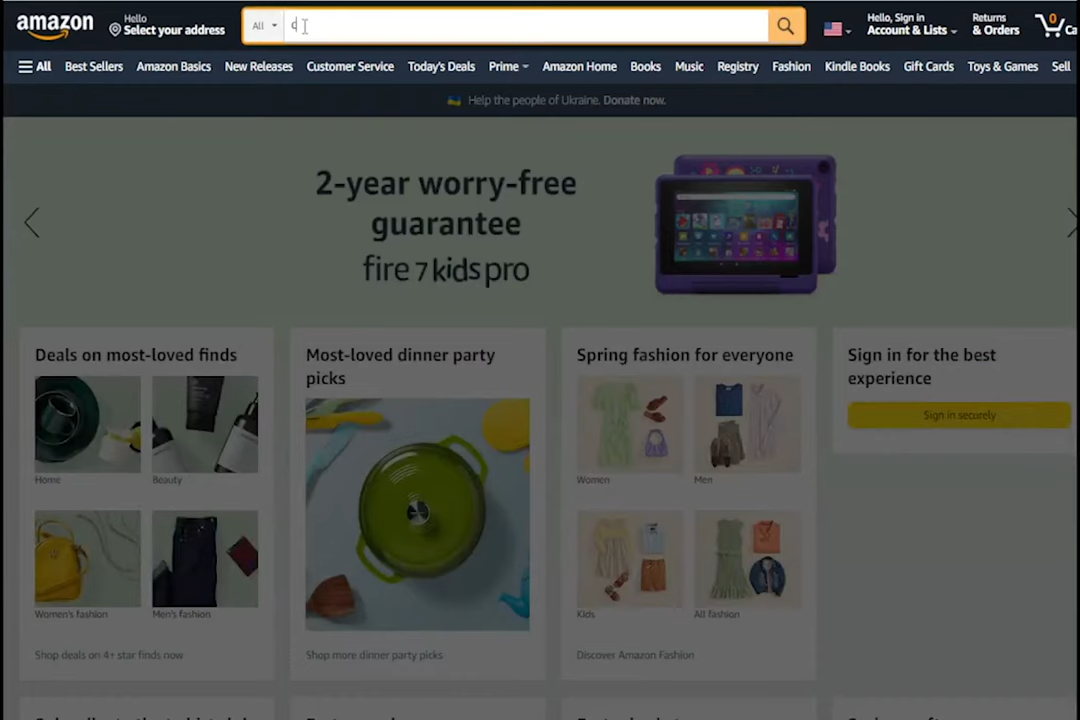 amazon
Hello
Select your address
All
c
Hello, Sign in
Account & Lists
Returns
& Orders
0
Ca
All
Best Sellers
Amazon Basics
New Releases
Customer Service
Today's Deals
Prime
Amazon Home
Books
Music
Registry
Fashion
Kindle Books
Gift Cards
Toys & Games
Sell
Help the people of Ukraine. Donate now.
2-year worry-free
guarantee
fire 7 kids pro
Deals on most-loved finds
Home
Beauty
Women's fashion
Men's fashion
Shop deals on 4+ star finds now
Most-loved dinner party
picks
Shop more dinner party picks
Spring fashion for everyone
Women
Men
Kids
All fashion
Discover Amazon Fashion
Sign in for the best
experience
Sign in securely